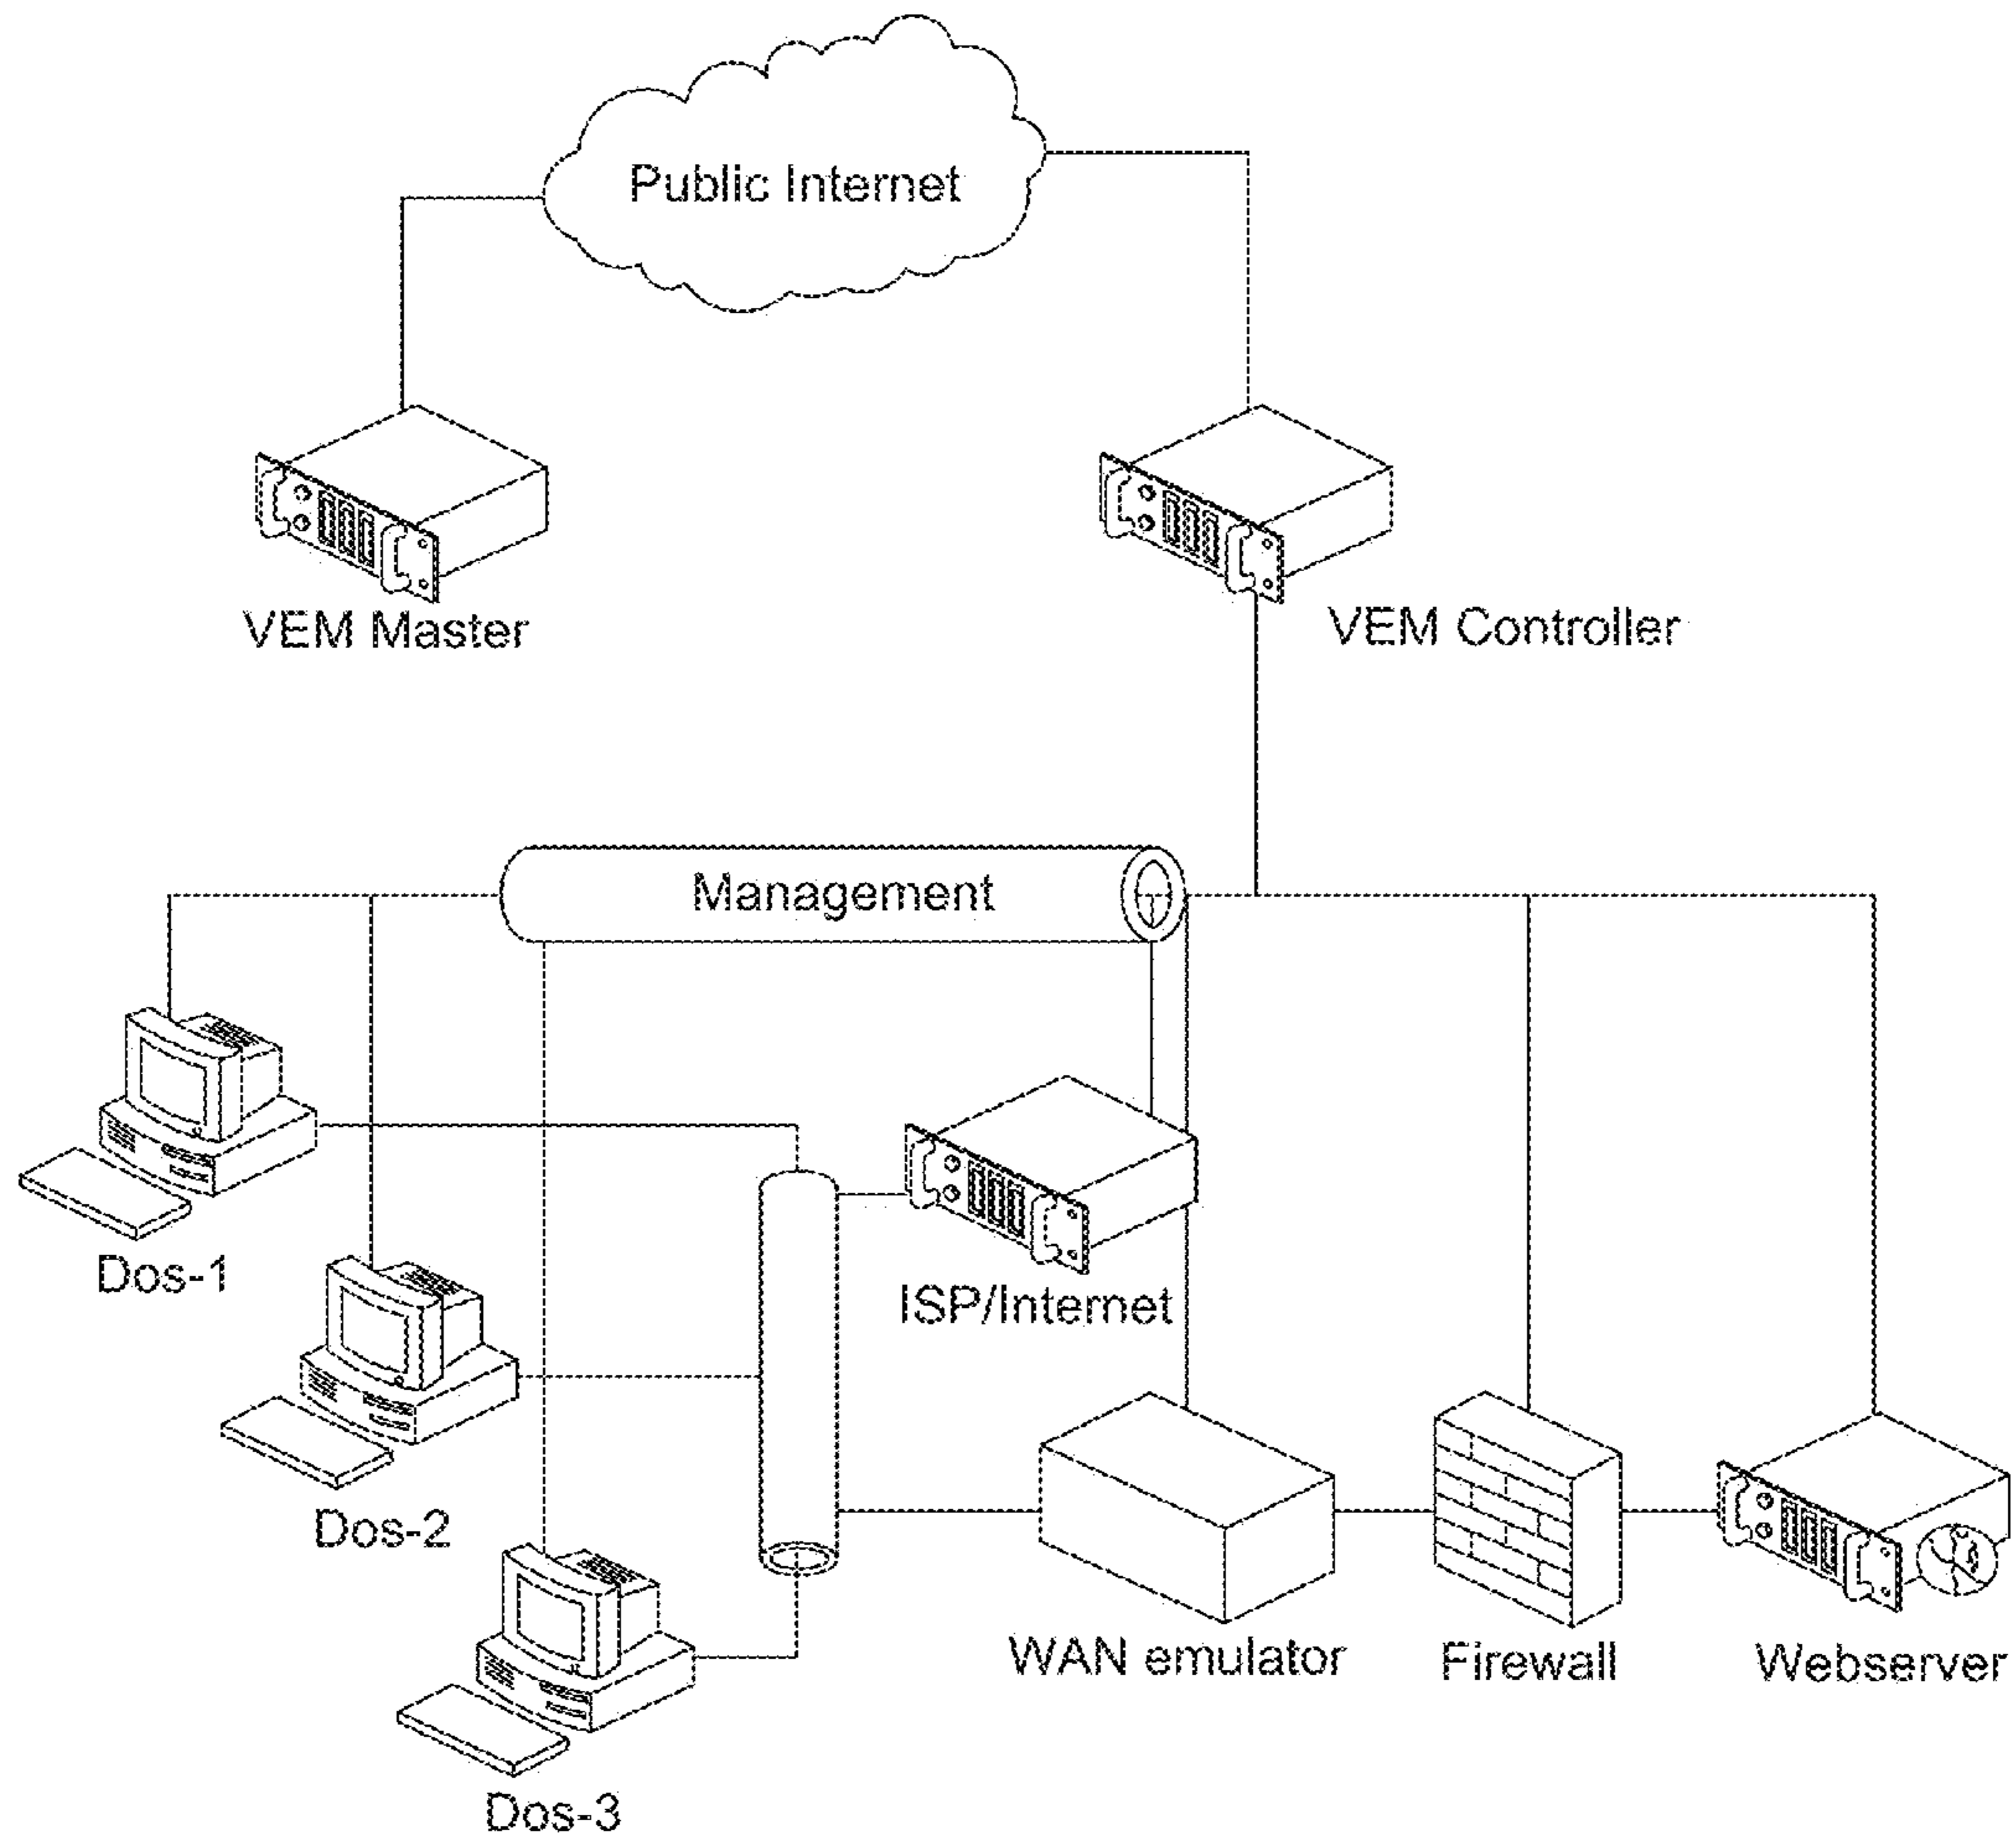 Public Internet
VEM Master
VEM Controller
Management
Dos-1
ISP/Internet
Dos-2
WAN emulator
Firewall
Webserver
Dos-3